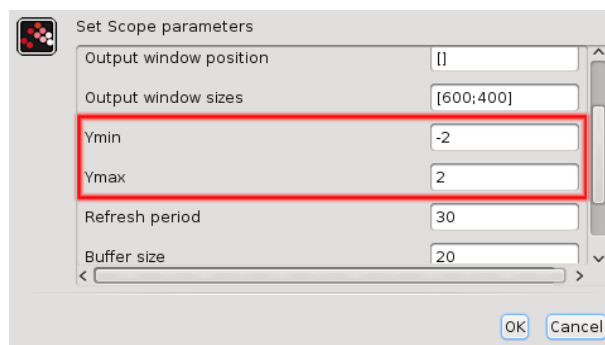 Set Scope parameters
Output window position []
Output window sizes [600;400]
Ymin -2
Ymax 2
Refresh period 30
Buffer size 20
OK Cancel